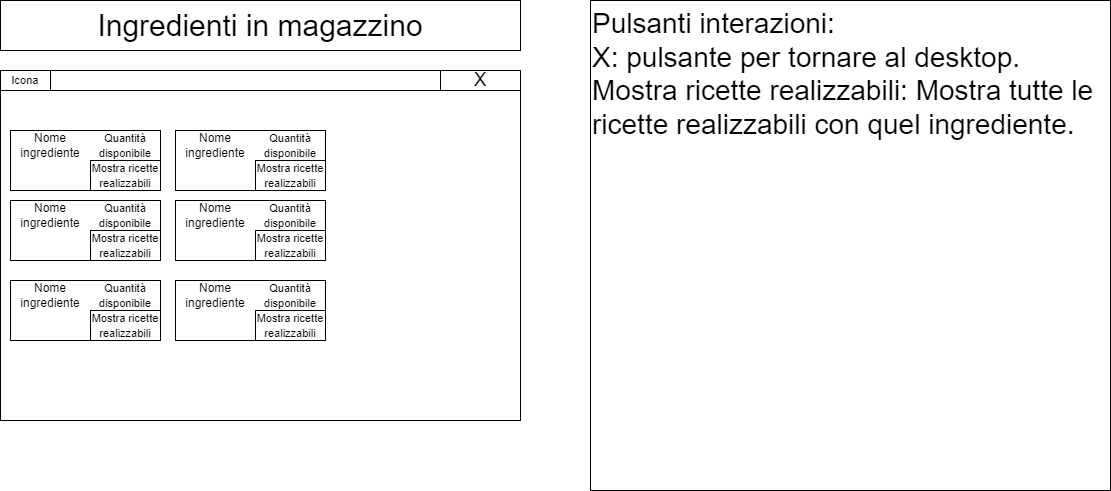 Ingredienti in magazzino
Icona
X
Nome
ingrediente
Quantità
disponibile
Mostra ricette
realizzabili
Nome
ingrediente
Quantità
disponibile
Mostra ricette
realizzabili
Nome
ingrediente
Quantità
disponibile
Mostra ricette
realizzabili
Nome
ingrediente
Quantità
disponibile
Mostra ricette
realizzabili
Nome
ingrediente
Quantità
disponibile
Mostra ricette
realizzabili
Nome
ingrediente
Quantità
disponibile
Mostra ricette
realizzabili
Pulsanti interazioni:
X: pulsante per tornare al desktop.
Mostra ricette realizzabili: Mostra tutte le
ricette realizzabili con quel ingrediente.